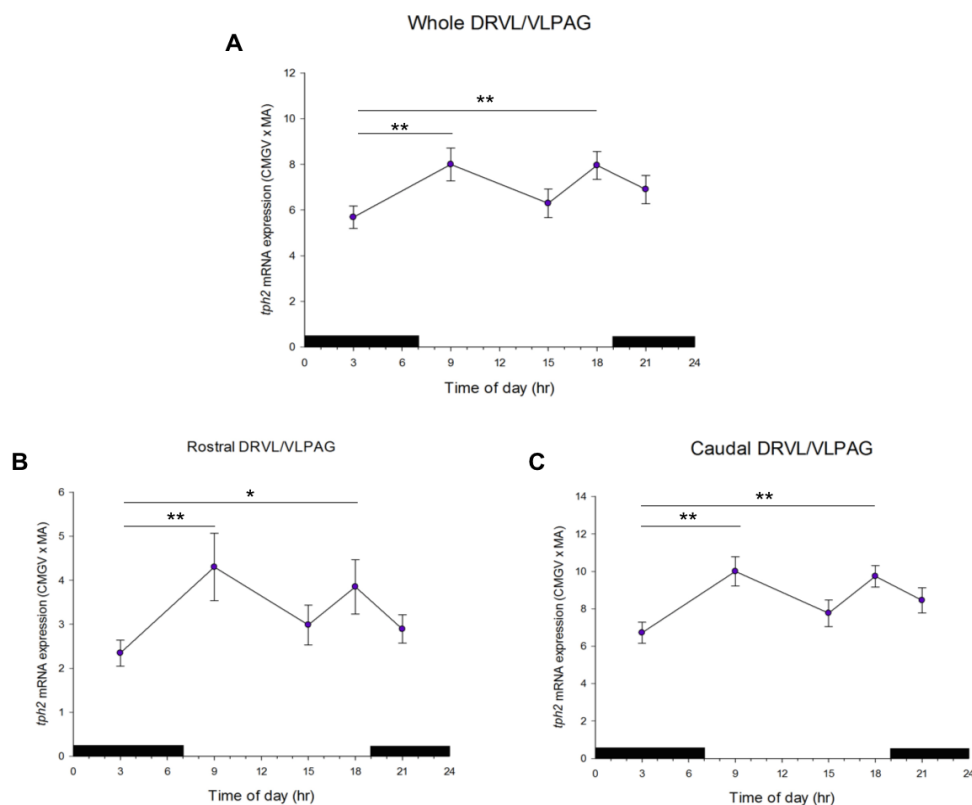 Whole DRVL/VLPAG
A
12
10
8
6
4
2
0
**
**
tph2 mRNA expression (CMGV x MA)
0 3 6 9 12 15 18 21 24
Time of day (hr)
B
Rostral DRVL/VLPAG
6
5
4
3
2
1
0
*
**
tph2 mRNA expression (CMGV x MA)
0 3 6 9 12 15 18 21 24
Time of day (hr)
C
Caudal DRVL/VLPAG
14
12
10
8
6
4
2
0
**
**
tph2 mRNA expression (CMGV x MA)
0 3 6 9 12 15 18 21 24
Time of day (hr)